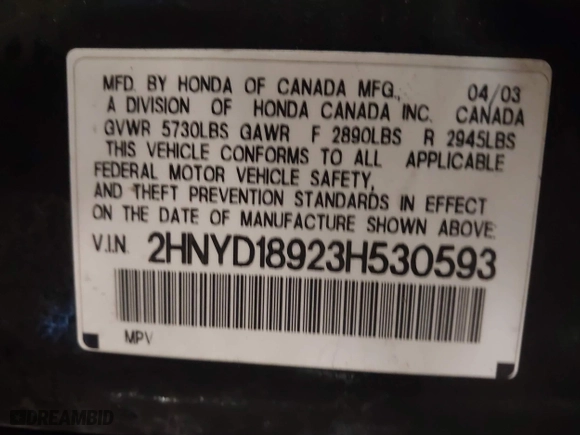 MFD. BY HONDA OF CANADA MFG., 04/03
A DIVISION OF HONDA CANADA INC. CANADA
GVWR 5730LBS GAWR F 2890LBS R 2945LBS
THIS VEHICLE CONFORMS TO ALL APPLICABLE
FEDERAL MOTOR VEHICLE SAFETY,
AND THEFT PREVENTION STANDARDS IN EFFECT
ON THE DATE OF MANUFACTURE SHOWN ABOVE.
V.I.N. 2HNYD18923H530593
MPV
DREAMBID